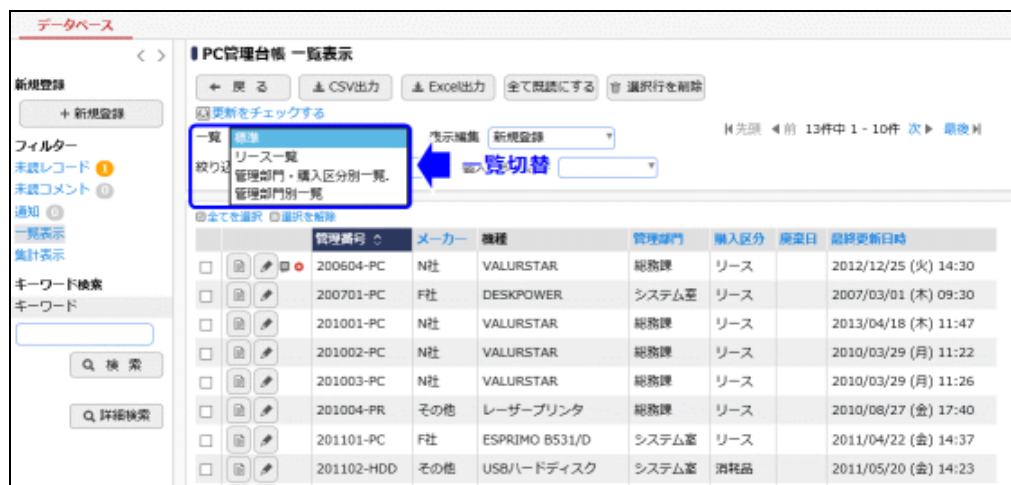 データベース
< >
新規登録
+ 新規登録
フィルター
未読レコード 1
未読コメント 0
通知 0
一覧表示
集計表示
キーワード検索
キーワード
検 索
詳細検索
PC管理台帳 一覧表示
戻 る CSV出力 Excel出力 全て既読にする 選択行を削除
更新をチェックする
一覧 標準 表示編集 新規登録
先頭 前 13件中 1 - 10件 次 最後
リース一覧
管理部門・購入区分別一覧.
管理部門別一覧
絞り込
一覧切替
全てを選択 選択を解除
管理番号 メーカー 機種 管理部門 購入区分 廃棄日 最終更新日時
200604-PC N社 VALURSTAR 総務課 リース 2012/12/25 (火) 14:30
200701-PC F社 DESKPOWER システム室 リース 2007/03/01 (木) 09:30
201001-PC N社 VALURSTAR 総務課 リース 2013/04/18 (木) 11:47
201002-PC N社 VALURSTAR 総務課 リース 2010/03/29 (月) 11:22
201003-PC N社 VALURSTAR 総務課 リース 2010/03/29 (月) 11:26
201004-PR その他 レーザープリンタ 総務課 リース 2010/08/27 (金) 17:40
201101-PC F社 ESPRIMO B531/D システム室 リース 2011/04/22 (金) 14:37
201102-HDD その他 USBハードディスク システム室 消耗品 2011/05/20 (金) 14:23